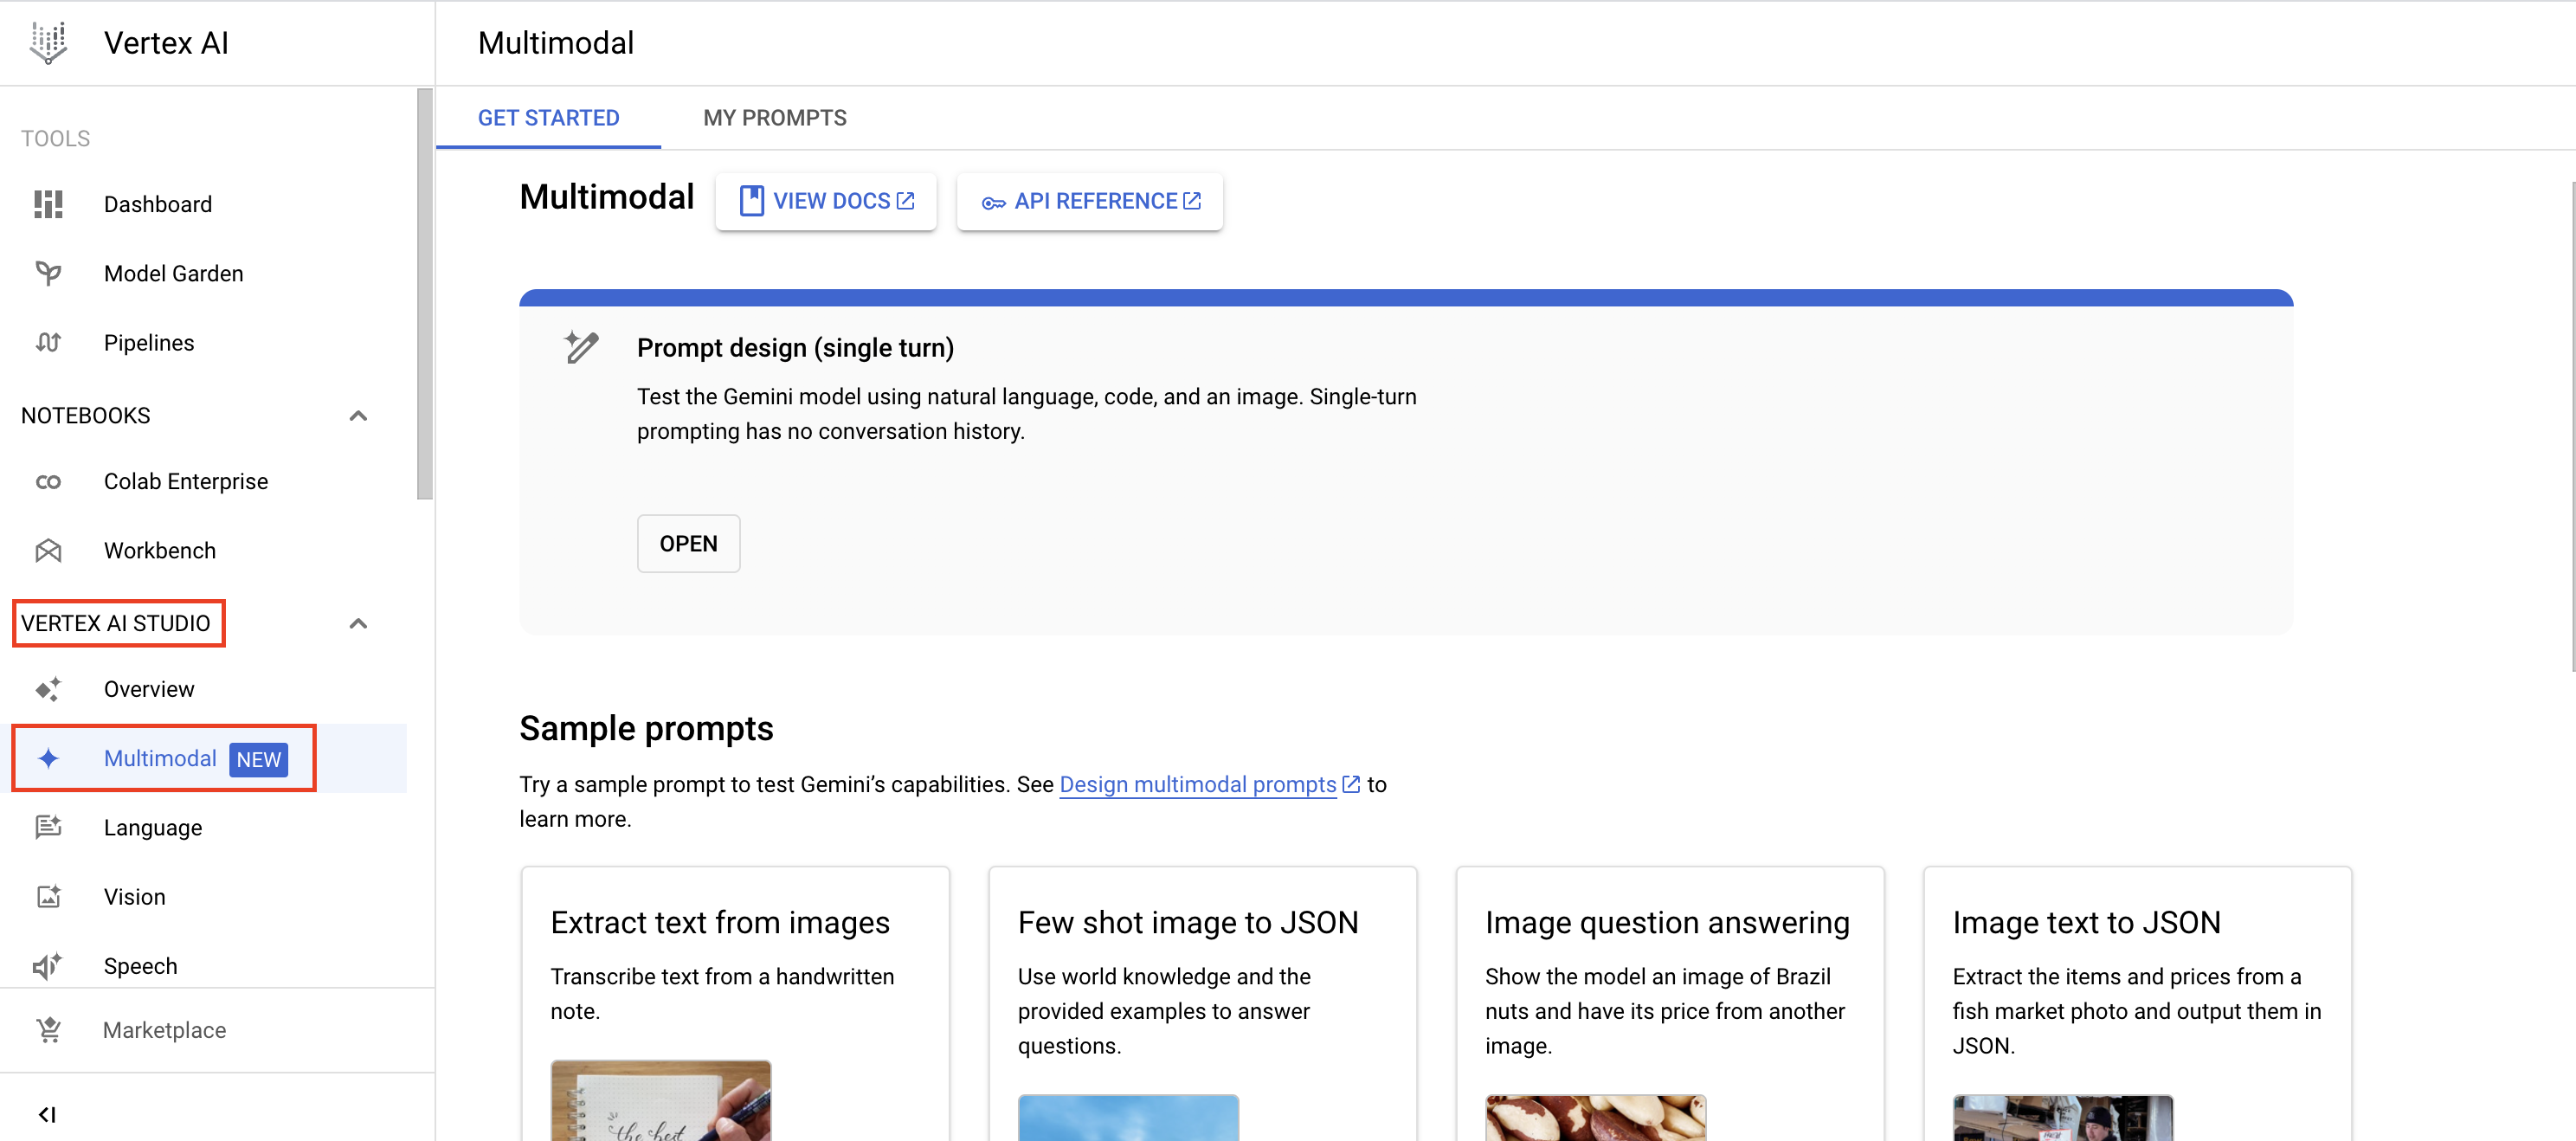 Vertex AI
TOOLS
Dashboard
Model Garden
Pipelines
NOTEBOOKS
Colab Enterprise
Workbench
VERTEX AI STUDIO
Overview
Multimodal NEW
Language
Vision
Speech
Marketplace
Multimodal
GET STARTED MY PROMPTS
Multimodal VIEW DOCS API REFERENCE
Prompt design (single turn)
Test the Gemini model using natural language, code, and an image. Single-turn
prompting has no conversation history.
OPEN
Sample prompts
Try a sample prompt to test Gemini’s capabilities. See Design multimodal prompts to
learn more.
Extract text from images
Transcribe text from a handwritten
note.
the best
Few shot image to JSON
Use world knowledge and the
provided examples to answer
questions.
Image question answering
Show the model an image of Brazil
nuts and have its price from another
image.
Image text to JSON
Extract the items and prices from a
fish market photo and output them in
JSON.